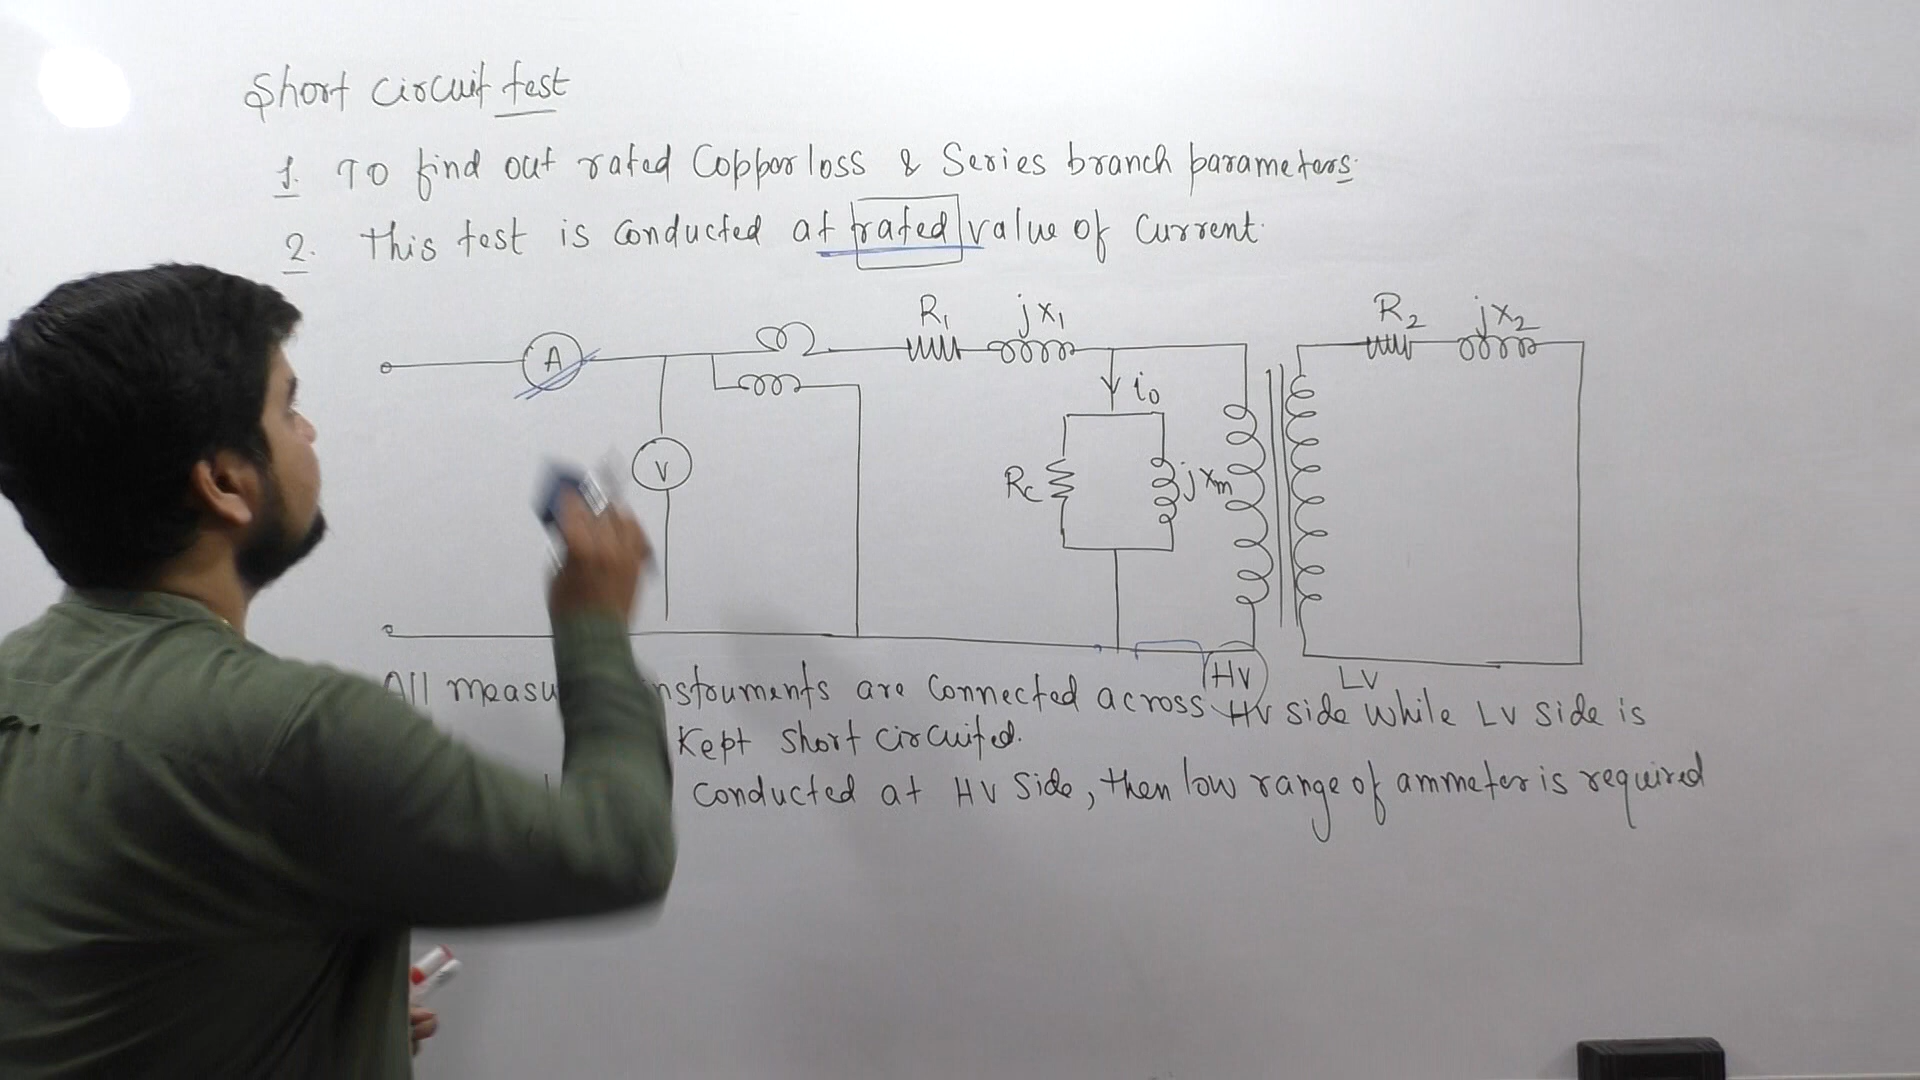 Short circuit test
1. To find out rated Copper loss & Series branch parameters.
2. This test is conducted at rated value of Current.
R1 jx1 R2 jx2
A
i0
V
Rc jxm
HV LV
All measu nstruments are connected across HV side while LV side is
Kept short circuited.
conducted at HV Side, then low range of ammeter is required